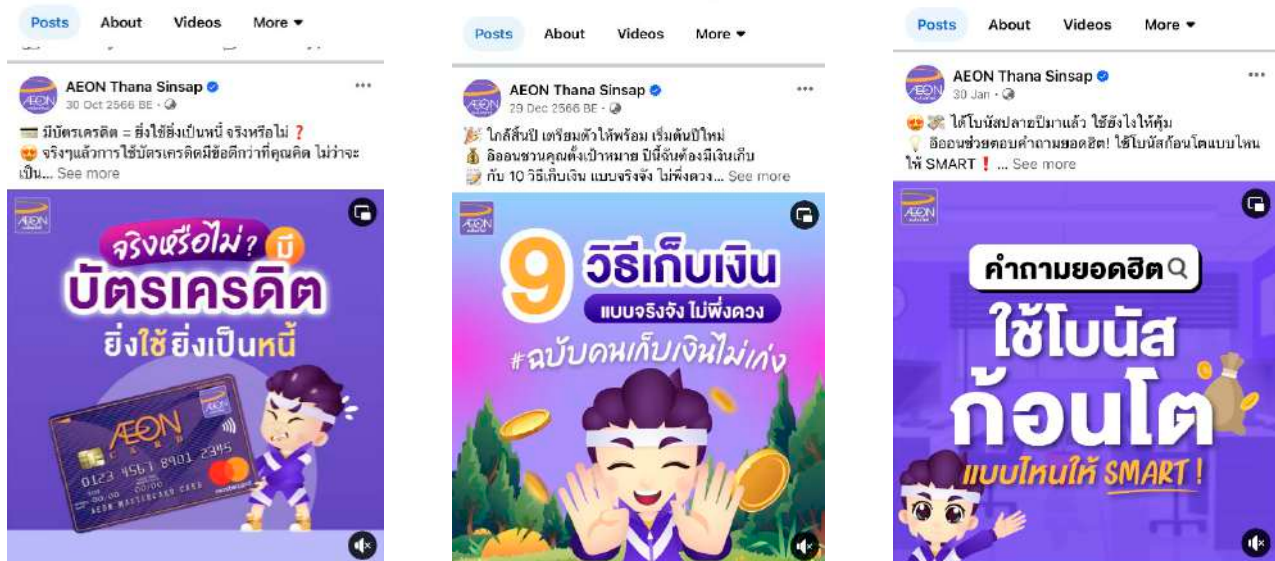 Posts About Videos More
AEON Thana Sinsap
30 Oct 2566 BE
มีบัตรเครดิต = ยิ่งใช้ยิ่งเป็นหนี้ จริงหรือไม่ ❓
😍 จริงๆแล้วการใช้บัตรเครดิตมีข้อดีกว่าที่คุณคิด ไม่ว่าจะ
เป็น... See more
AEON
จริงหรือไม่? มี
บัตรเครดิต
ยิ่งใช้ยิ่งเป็นหนี้
AEON
CARD
0123 4567 8901 2345
00/00 00/00
AEON MASTERCARD CARD
mastercard
Posts About Videos More
AEON Thana Sinsap
29 Dec 2566 BE
🎉 ใกล้สิ้นปี เตรียมตัวให้พร้อม เริ่มต้นปีใหม่
💰 อิออนชวนคุณตั้งเป้าหมาย ปีนี้ฉันต้องมีเงินเก็บ
📝 กับ 10 วิธีเก็บเงิน แบบจริงจัง ไม่พึ่งดวง... See more
AEON
9 วิธีเก็บเงิน
แบบจริงจัง ไม่พึ่งดวง
#ฉบับคนเก็บเงินไม่เก่ง
Posts About Videos More
AEON Thana Sinsap
30 Jan
😍 💸 ได้โบนัสปลายปีมาแล้ว ใช้ยังไงให้คุ้ม
💡 อิออนช่วยตอบคำถามยอดฮิต! ใช้โบนัสก้อนโตแบบไหน
ให้ SMART ❗ ... See more
AEON
คำถามยอดฮิต
ใช้โบนัส
ก้อนโต
แบบไหนให้ SMART !